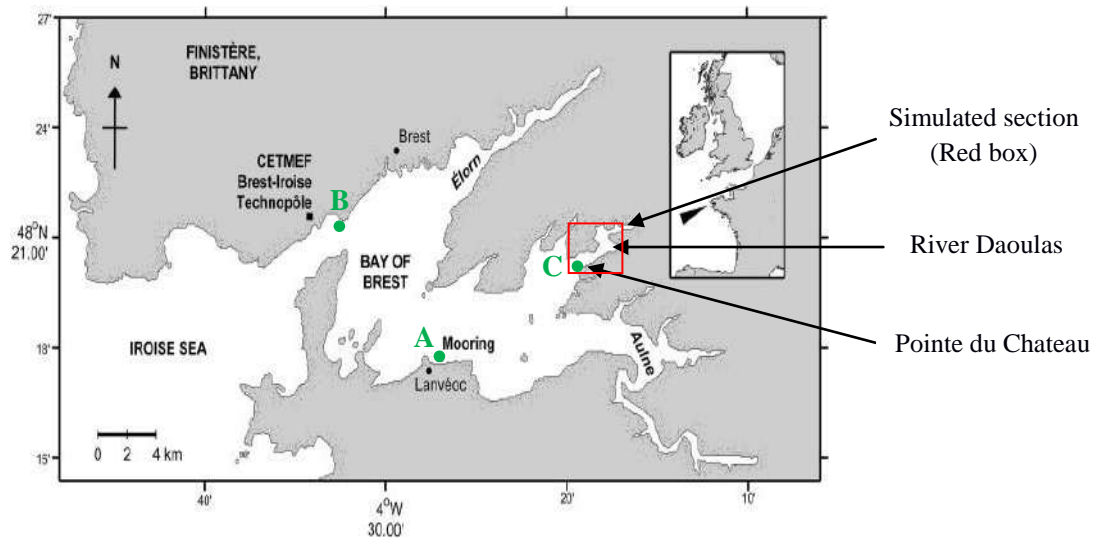 27'
FINISTÈRE,
BRITTANY
N
24'
Brest
Élorn
CETMEF
Brest-Iroise
Technopôle
B
48°N
21.00'
BAY OF
BREST
C
A
Mooring
IROISE SEA
18'
Lanvéoc
Aulne
0 2 4 km
15'
40'
4°W
30.00'
20'
10'
Simulated section
(Red box)
River Daoulas
Pointe du Chateau